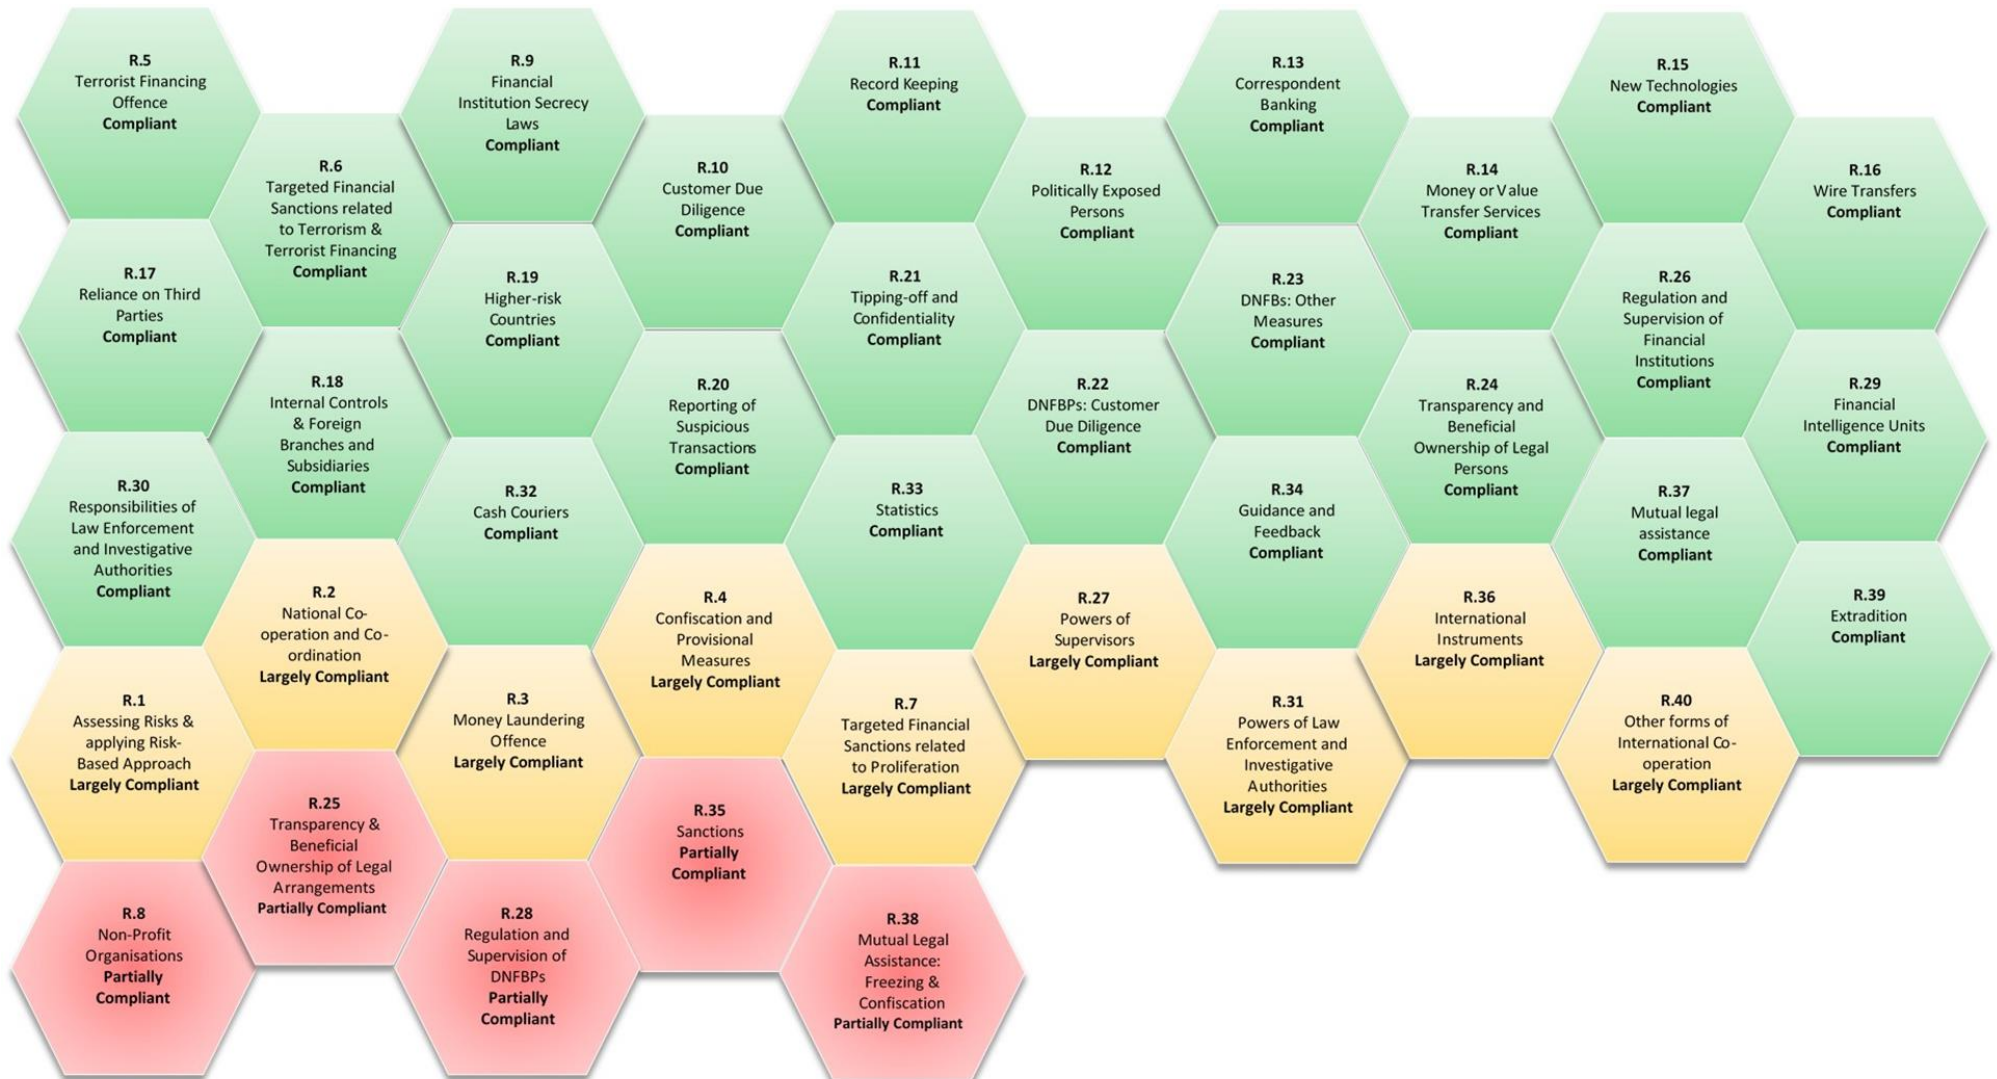 R.5
Terrorist Financing
Offence
Compliant
R.9
Financial
Institution Secrecy
Laws
Compliant
R.11
Record Keeping
Compliant
R.13
Correspondent
Banking
Compliant
R.15
New Technologies
Compliant
R.6
Targeted Financial
Sanctions related
to Terrorism &
Terrorist Financing
Compliant
R.10
Customer Due
Diligence
Compliant
R.12
Politically Exposed
Persons
Compliant
R.14
Money or Value
Transfer Services
Compliant
R.16
Wire Transfers
Compliant
R.17
Reliance on Third
Parties
Compliant
R.19
Higher-risk
Countries
Compliant
R.21
Tipping-off and
Confidentiality
Compliant
R.23
DNFBs: Other
Measures
Compliant
R.26
Regulation and
Supervision of
Financial
Institutions
Compliant
R.18
Internal Controls
& Foreign
Branches and
Subsidiaries
Compliant
R.20
Reporting of
Suspicious
Transactions
Compliant
R.22
DNFBPs: Customer
Due Diligence
Compliant
R.24
Transparency and
Beneficial
Ownership of Legal
Persons
Compliant
R.29
Financial
Intelligence Units
Compliant
R.30
Responsibilities of
Law Enforcement
and Investigative
Authorities
Compliant
R.32
Cash Couriers
Compliant
R.33
Statistics
Compliant
R.34
Guidance and
Feedback
Compliant
R.37
Mutual legal
assistance
Compliant
R.2
National Co-
operation and Co-
ordination
Largely Compliant
R.4
Confiscation and
Provisional
Measures
Largely Compliant
R.27
Powers of
Supervisors
Largely Compliant
R.36
International
Instruments
Largely Compliant
R.39
Extradition
Compliant
R.1
Assessing Risks &
applying Risk-
Based Approach
Largely Compliant
R.3
Money Laundering
Offence
Largely Compliant
R.7
Targeted Financial
Sanctions related
to Proliferation
Largely Compliant
R.31
Powers of Law
Enforcement and
Investigative
Authorities
Largely Compliant
R.40
Other forms of
International Co-
operation
Largely Compliant
R.25
Transparency &
Beneficial
Ownership of Legal
Arrangements
Partially Compliant
R.35
Sanctions
Partially
Compliant
R.8
Non-Profit
Organisations
Partially
Compliant
R.28
Regulation and
Supervision of
DNFBPs
Partially
Compliant
R.38
Mutual Legal
Assistance:
Freezing &
Confiscation
Partially Compliant